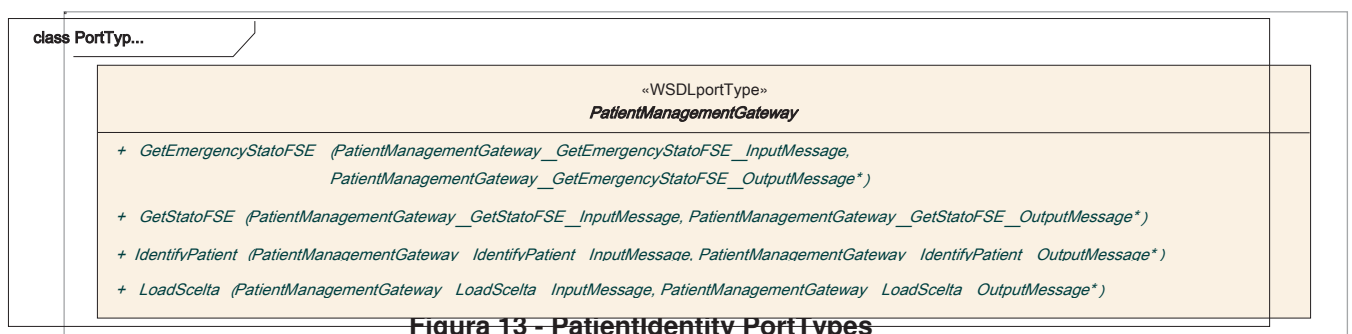 class PortTyp...
«WSDLportType»
PatientManagementGateway
+ GetEmergencyStatoFSE (PatientManagementGateway__GetEmergencyStatoFSE__InputMessage,
PatientManagementGateway__GetEmergencyStatoFSE__OutputMessage*)
+ GetStatoFSE (PatientManagementGateway__GetStatoFSE__InputMessage, PatientManagementGateway__GetStatoFSE__OutputMessage*)
+ IdentifyPatient (PatientManagementGateway IdentifyPatient InputMessage, PatientManagementGateway IdentifyPatient OutputMessage*)
+ LoadScelta (PatientManagementGateway LoadScelta InputMessage, PatientManagementGateway LoadScelta OutputMessage*)
Figura 13 - PatientIdentity PortTypes